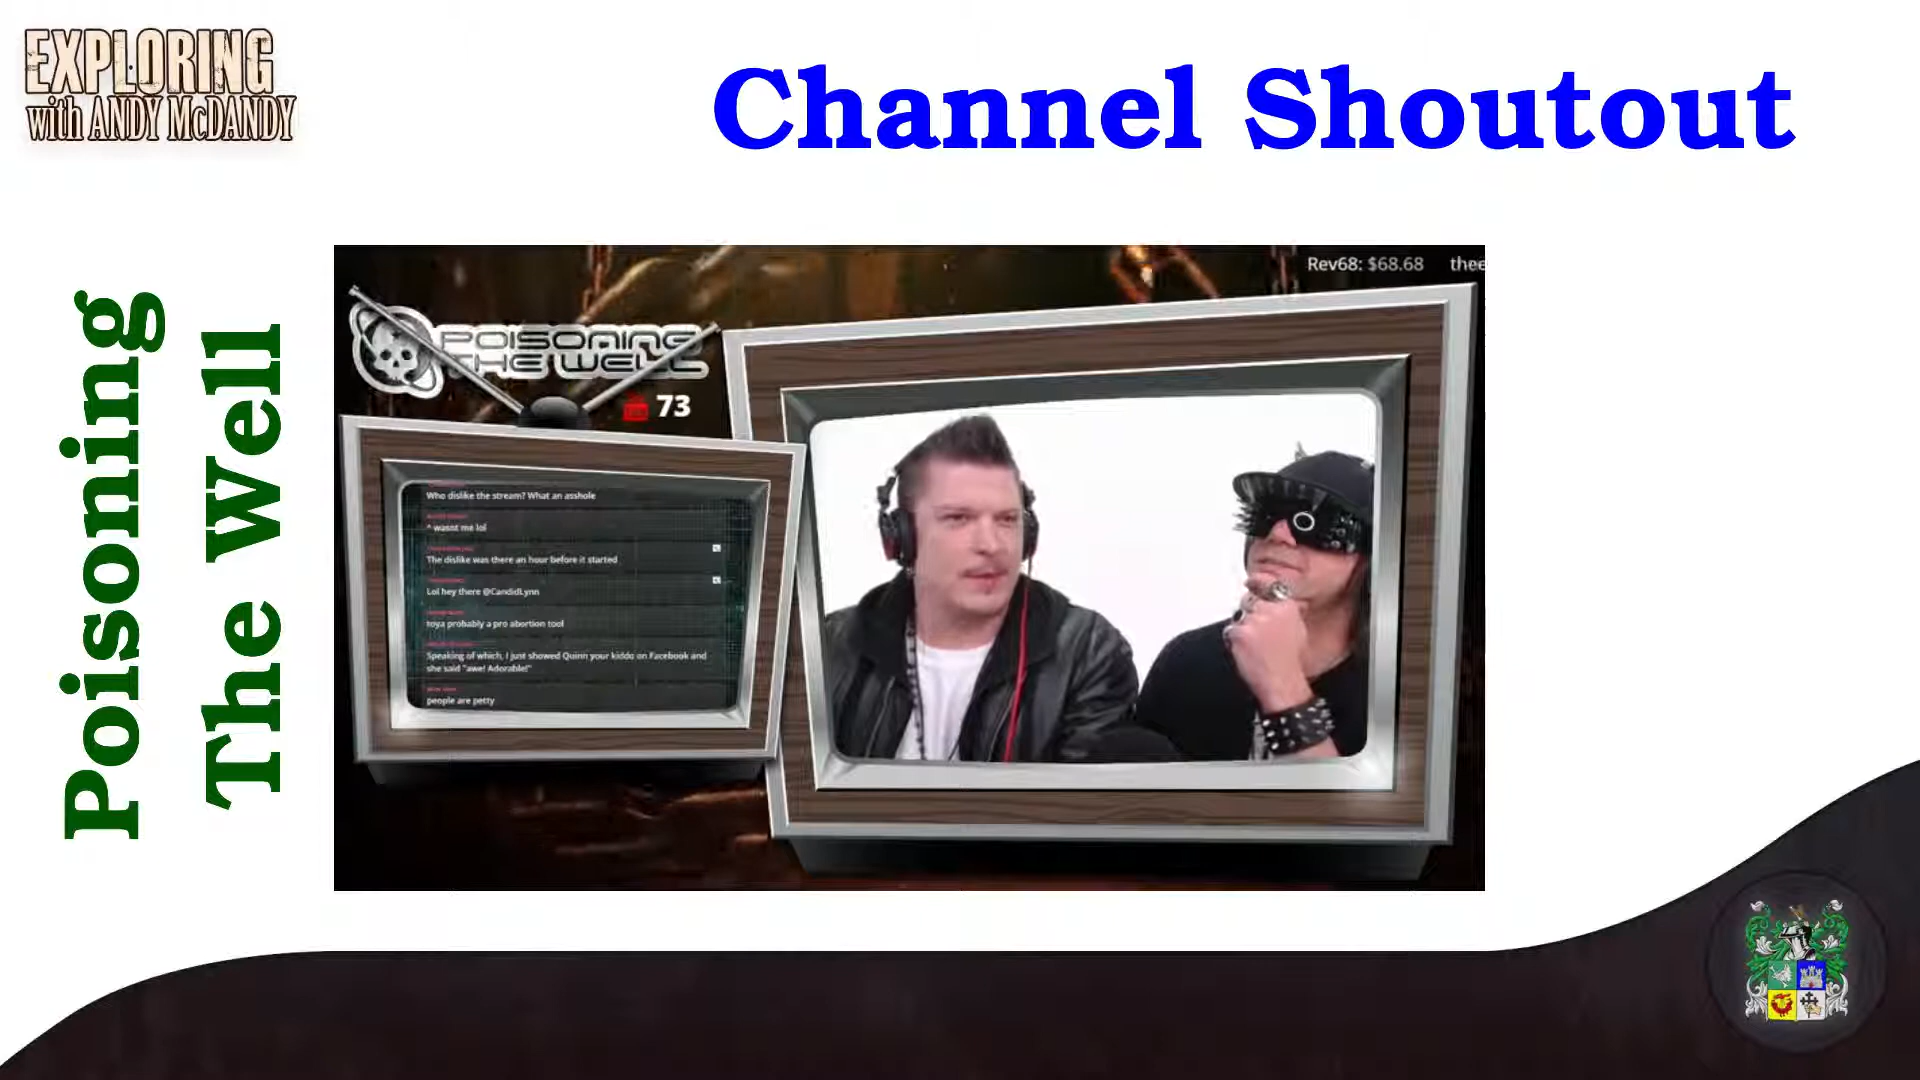 EXPLORING
with ANDY McDANDY
Channel Shoutout
Poisoning
The Well
Rev68: $68.68 thee
POISONING
THE WELL
73
Who dislike the stream? What an asshole
^ wasnt me lol
The dislike was there an hour before it started
Lol hey there @CandidLynn
toya probably a pro abortion tool
Speaking of which, I just showed Quinn your kiddo on Facebook and
she said "awe! Adorable!"
people are petty